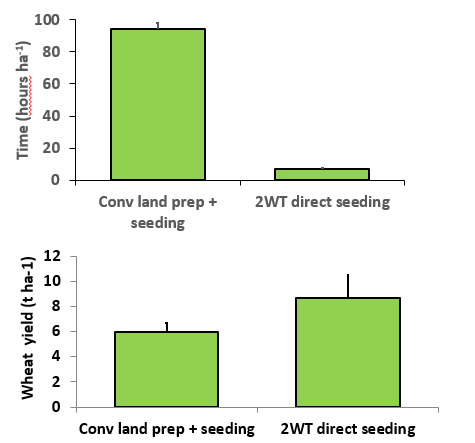 100
80
60
40
20
0
Time (hours ha-1)
Conv land prep +
seeding
2WT direct seeding
12
10
8
6
4
2
0
Wheat yield (t ha-1)
Conv land prep + seeding
2WT direct seeding